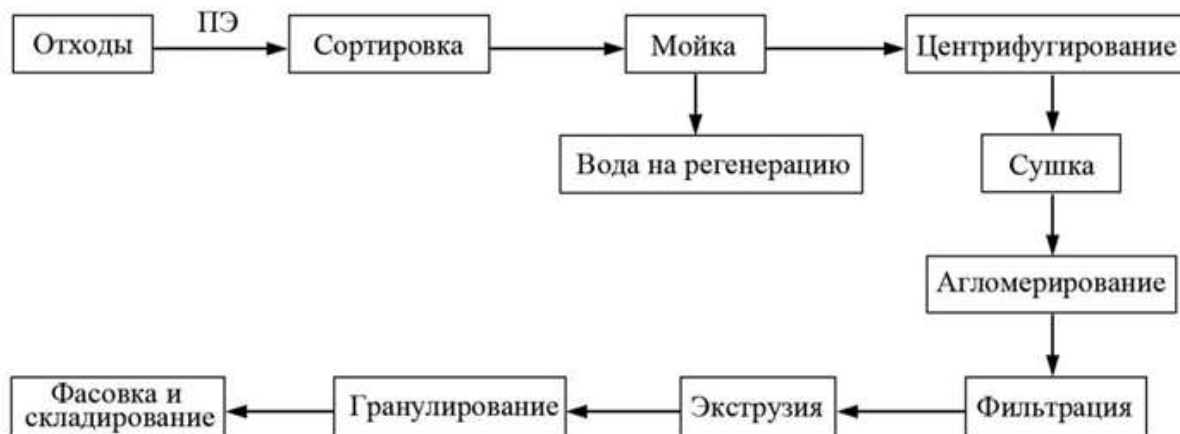 Отходы
ПЭ
Сортировка
Мойка
Центрифугирование
Вода на регенерацию
Сушка
Агломерирование
Фильтрация
Экструзия
Гранулирование
Фасовка и
складирование